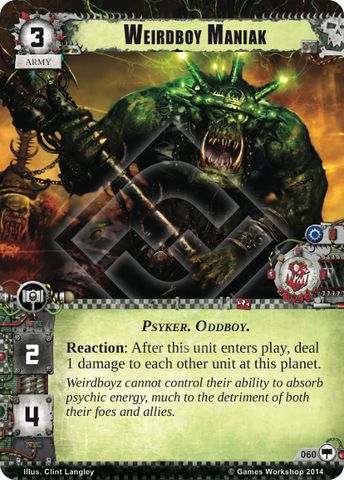 Weirdboy Maniak
3
ARMY
Psyker. Oddboy.
Reaction: After this unit enters play, deal
1 damage to each other unit at this planet.
2
Weirdboyz cannot control their ability to absorb
psychic energy, much to the detriment of both
their foes and allies.
4
060
Illus. Clint Langley
© Games Workshop 2014